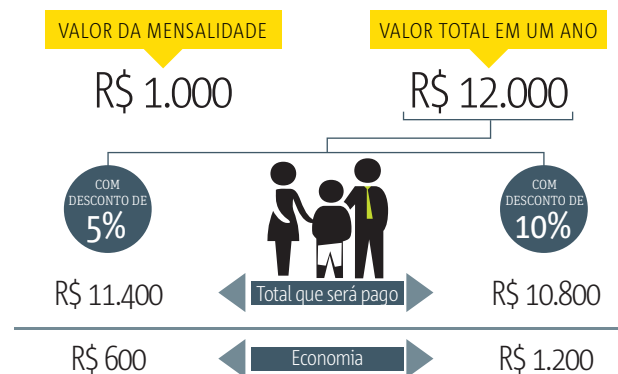 VALOR DA MENSALIDADE
VALOR TOTAL EM UM ANO
R$ 1.000
R$ 12.000
COM
DESCONTO DE
5%
COM
DESCONTO DE
10%
R$ 11.400
Total que será pago
R$ 10.800
R$ 600
Economia
R$ 1.200